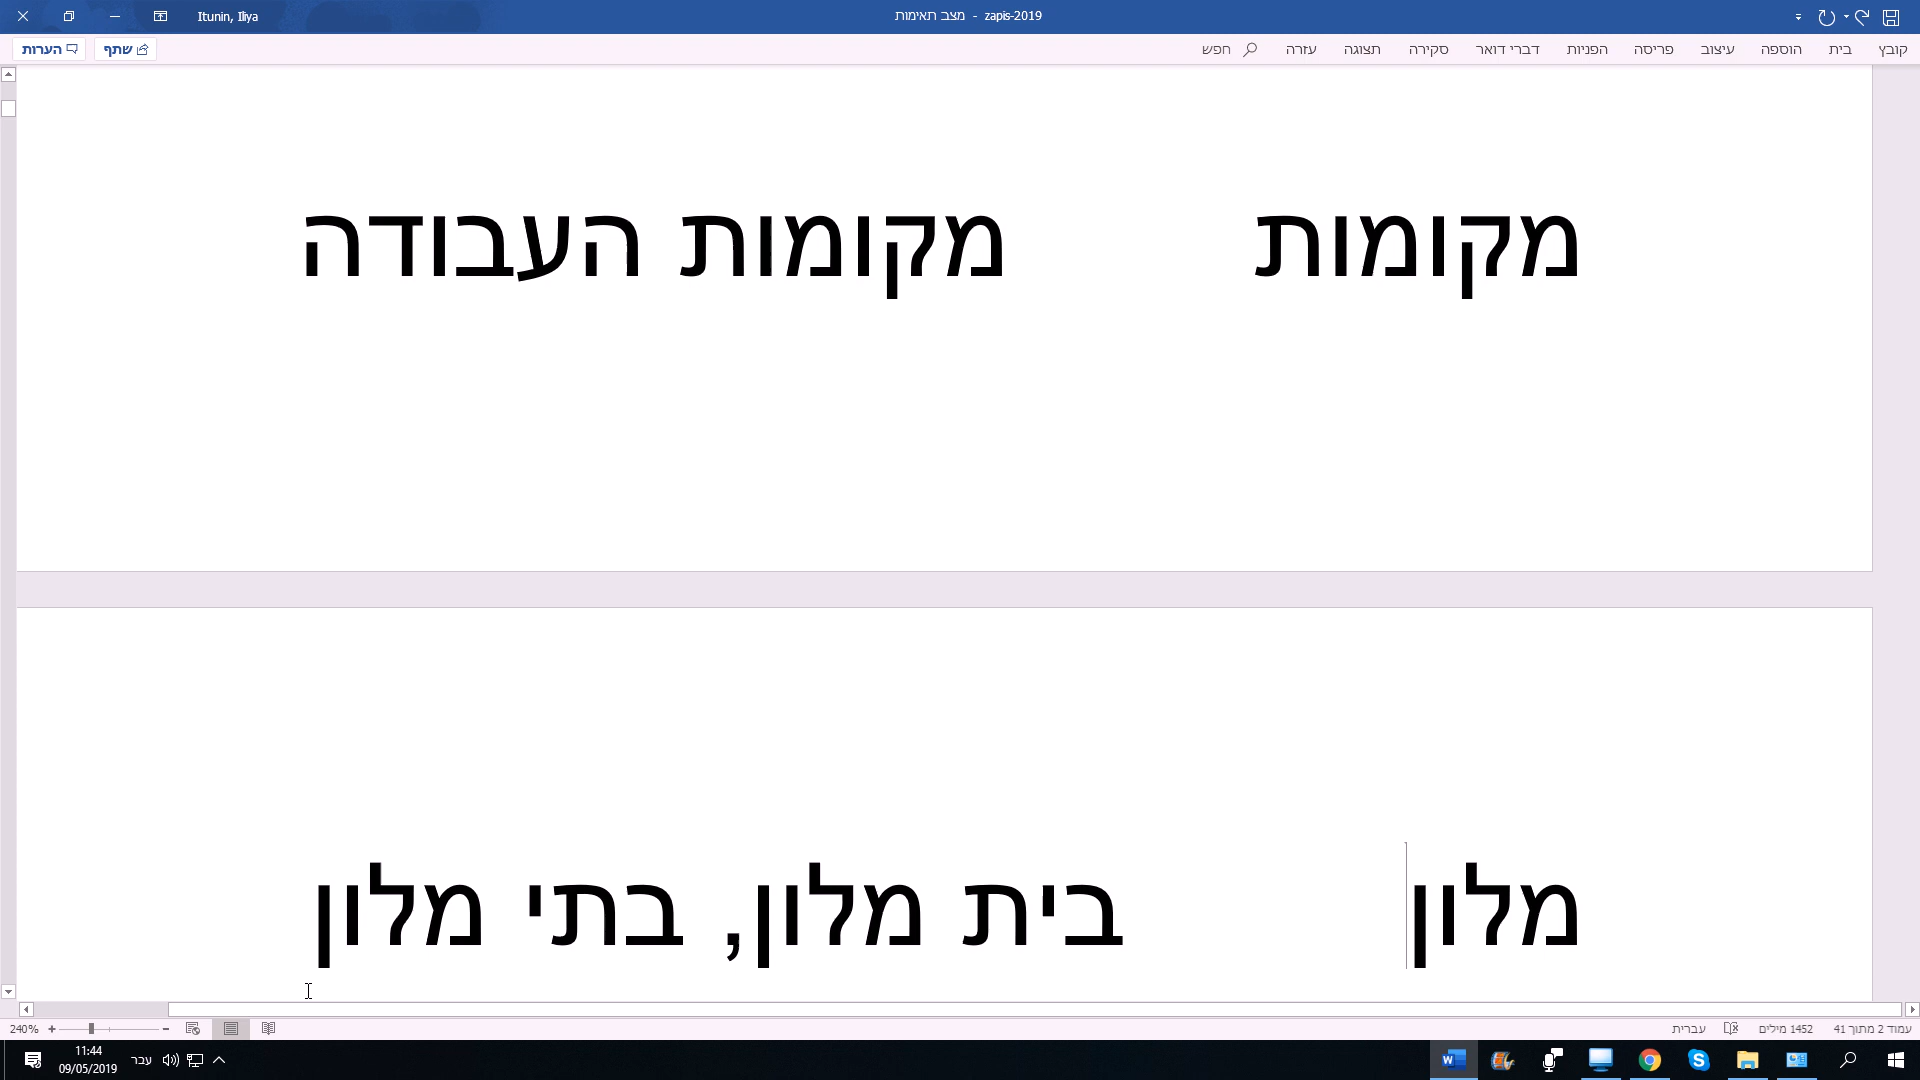 zapis-2019 - מצב תאימות
Itunin, Iliya
קובץ בית הוספה עיצוב פריסה הפניות דברי דואר סקירה תצוגה עזרה חפש
שתף הערות
מקומות מקומות העבודה
מלון בית מלון, בתי מלון
עמוד 2 מתוך 41 1452 מילים עברית
240%
עבר 11:44
09/05/2019